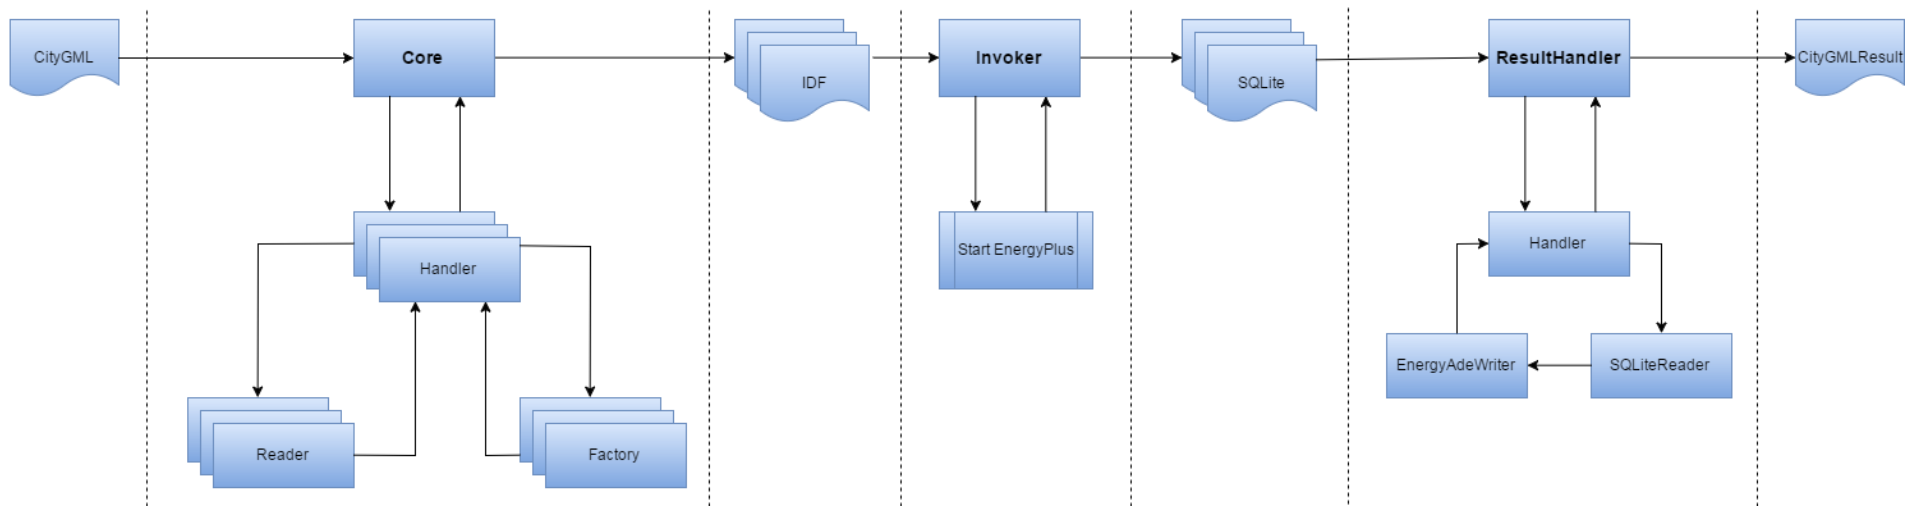 CityGML
Core
IDF
Invoker
SQLite
ResultHandler
CityGMLResult
Handler
Start EnergyPlus
Handler
EnergyAdeWriter
SQLiteReader
Reader
Factory